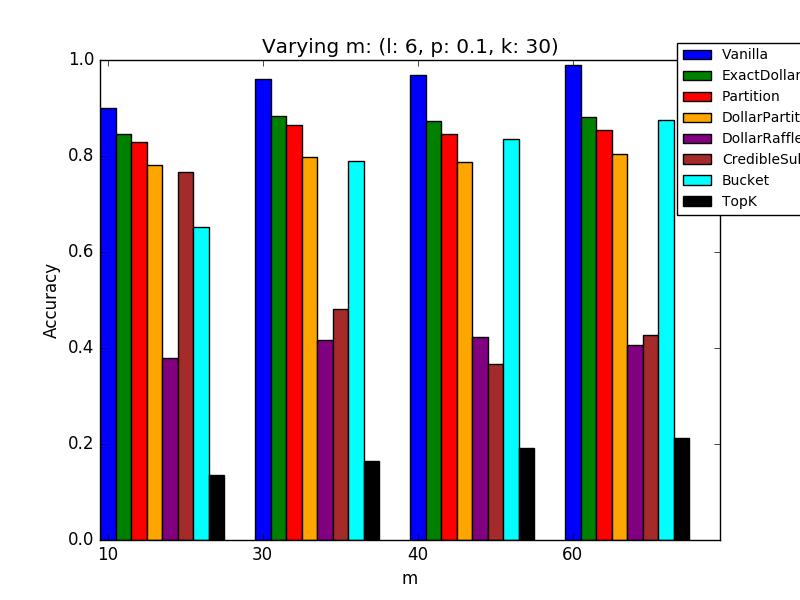 Varying m: (l: 6, p: 0.1, k: 30)
Vanilla
ExactDollar
Partition
DollarPartit
DollarRaffle
CredibleSul
Bucket
TopK
1.0
0.8
0.6
0.4
0.2
0.0
Accuracy
10 30 40 60
m